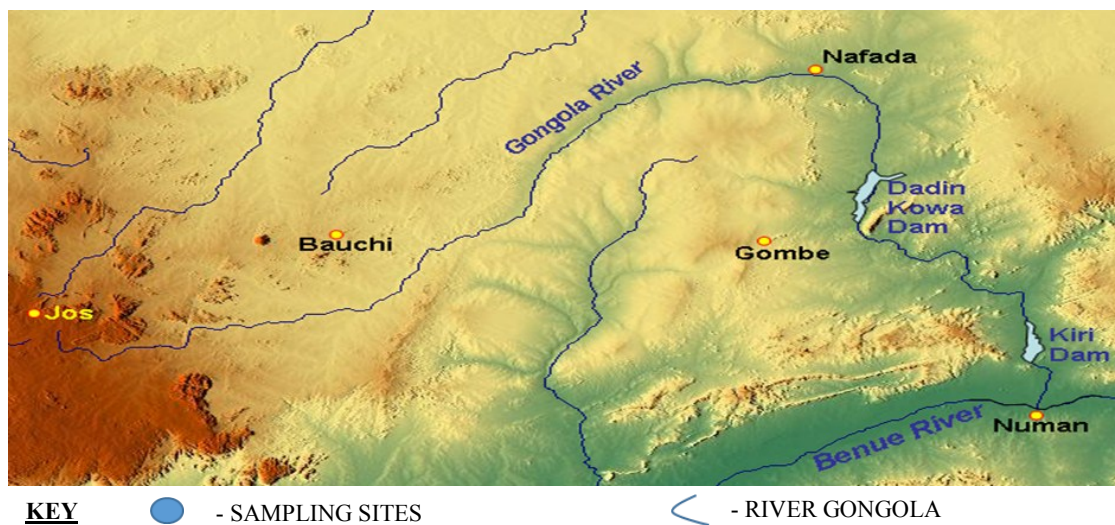 Nafada
Gongola River
Dadin
Kowa
Dam
Bauchi
Gombe
Jos
Kiri
Dam
Benue River
Numan
KEY - SAMPLING SITES - RIVER GONGOLA